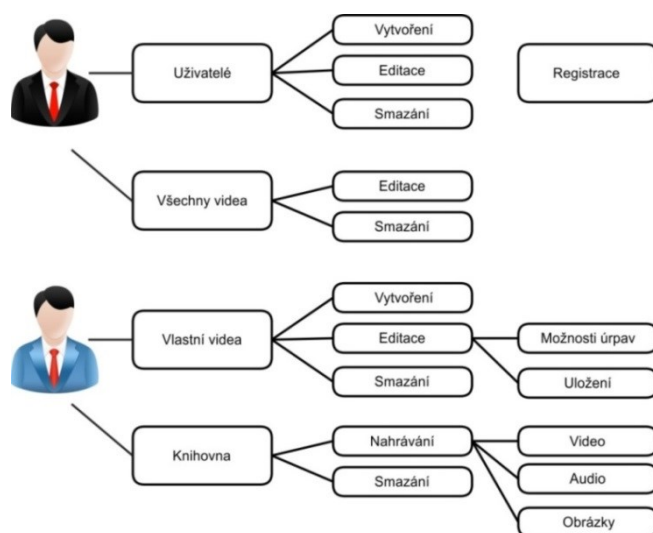 Vytvoření
Uživatelé
Editace
Registrace
Smazání
Všechny videa
Editace
Smazání
Vytvoření
Vlastní videa
Editace
Možnosti úrpav
Smazání
Uložení
Knihovna
Nahrávání
Video
Smazání
Audio
Obrázky